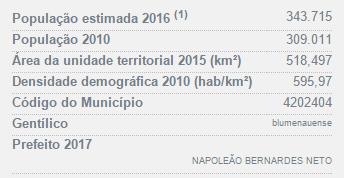 População estimada 2016 (1) 343.715
População 2010 309.011
Área da unidade territorial 2015 (km²) 518,497
Densidade demográfica 2010 (hab/km²) 595,97
Código do Município 4202404
Gentílico blumenauense
Prefeito 2017
NAPOLEÃO BERNARDES NETO